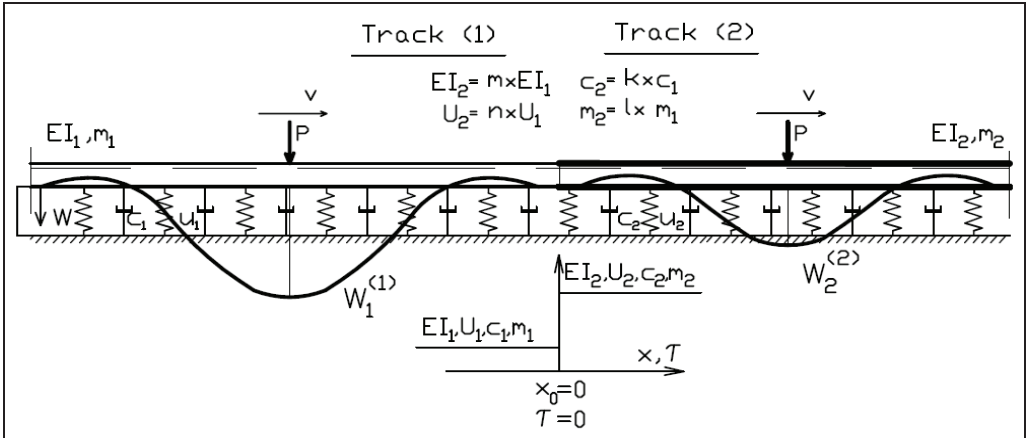 Track (1)
Track (2)
EI₂= m×EI₁
c₂= k×c₁
U₂= n×U₁
m₂= l× m₁
v
P
v
P
EI₁,m₁
EI₂,m₂
W
c₁
u₁
c₂
u₂
W₁⁽¹⁾
W₂⁽²⁾
EI₂,U₂,c₂,m₂
EI₁,U₁,c₁,m₁
x,τ
x₀=0
τ=0